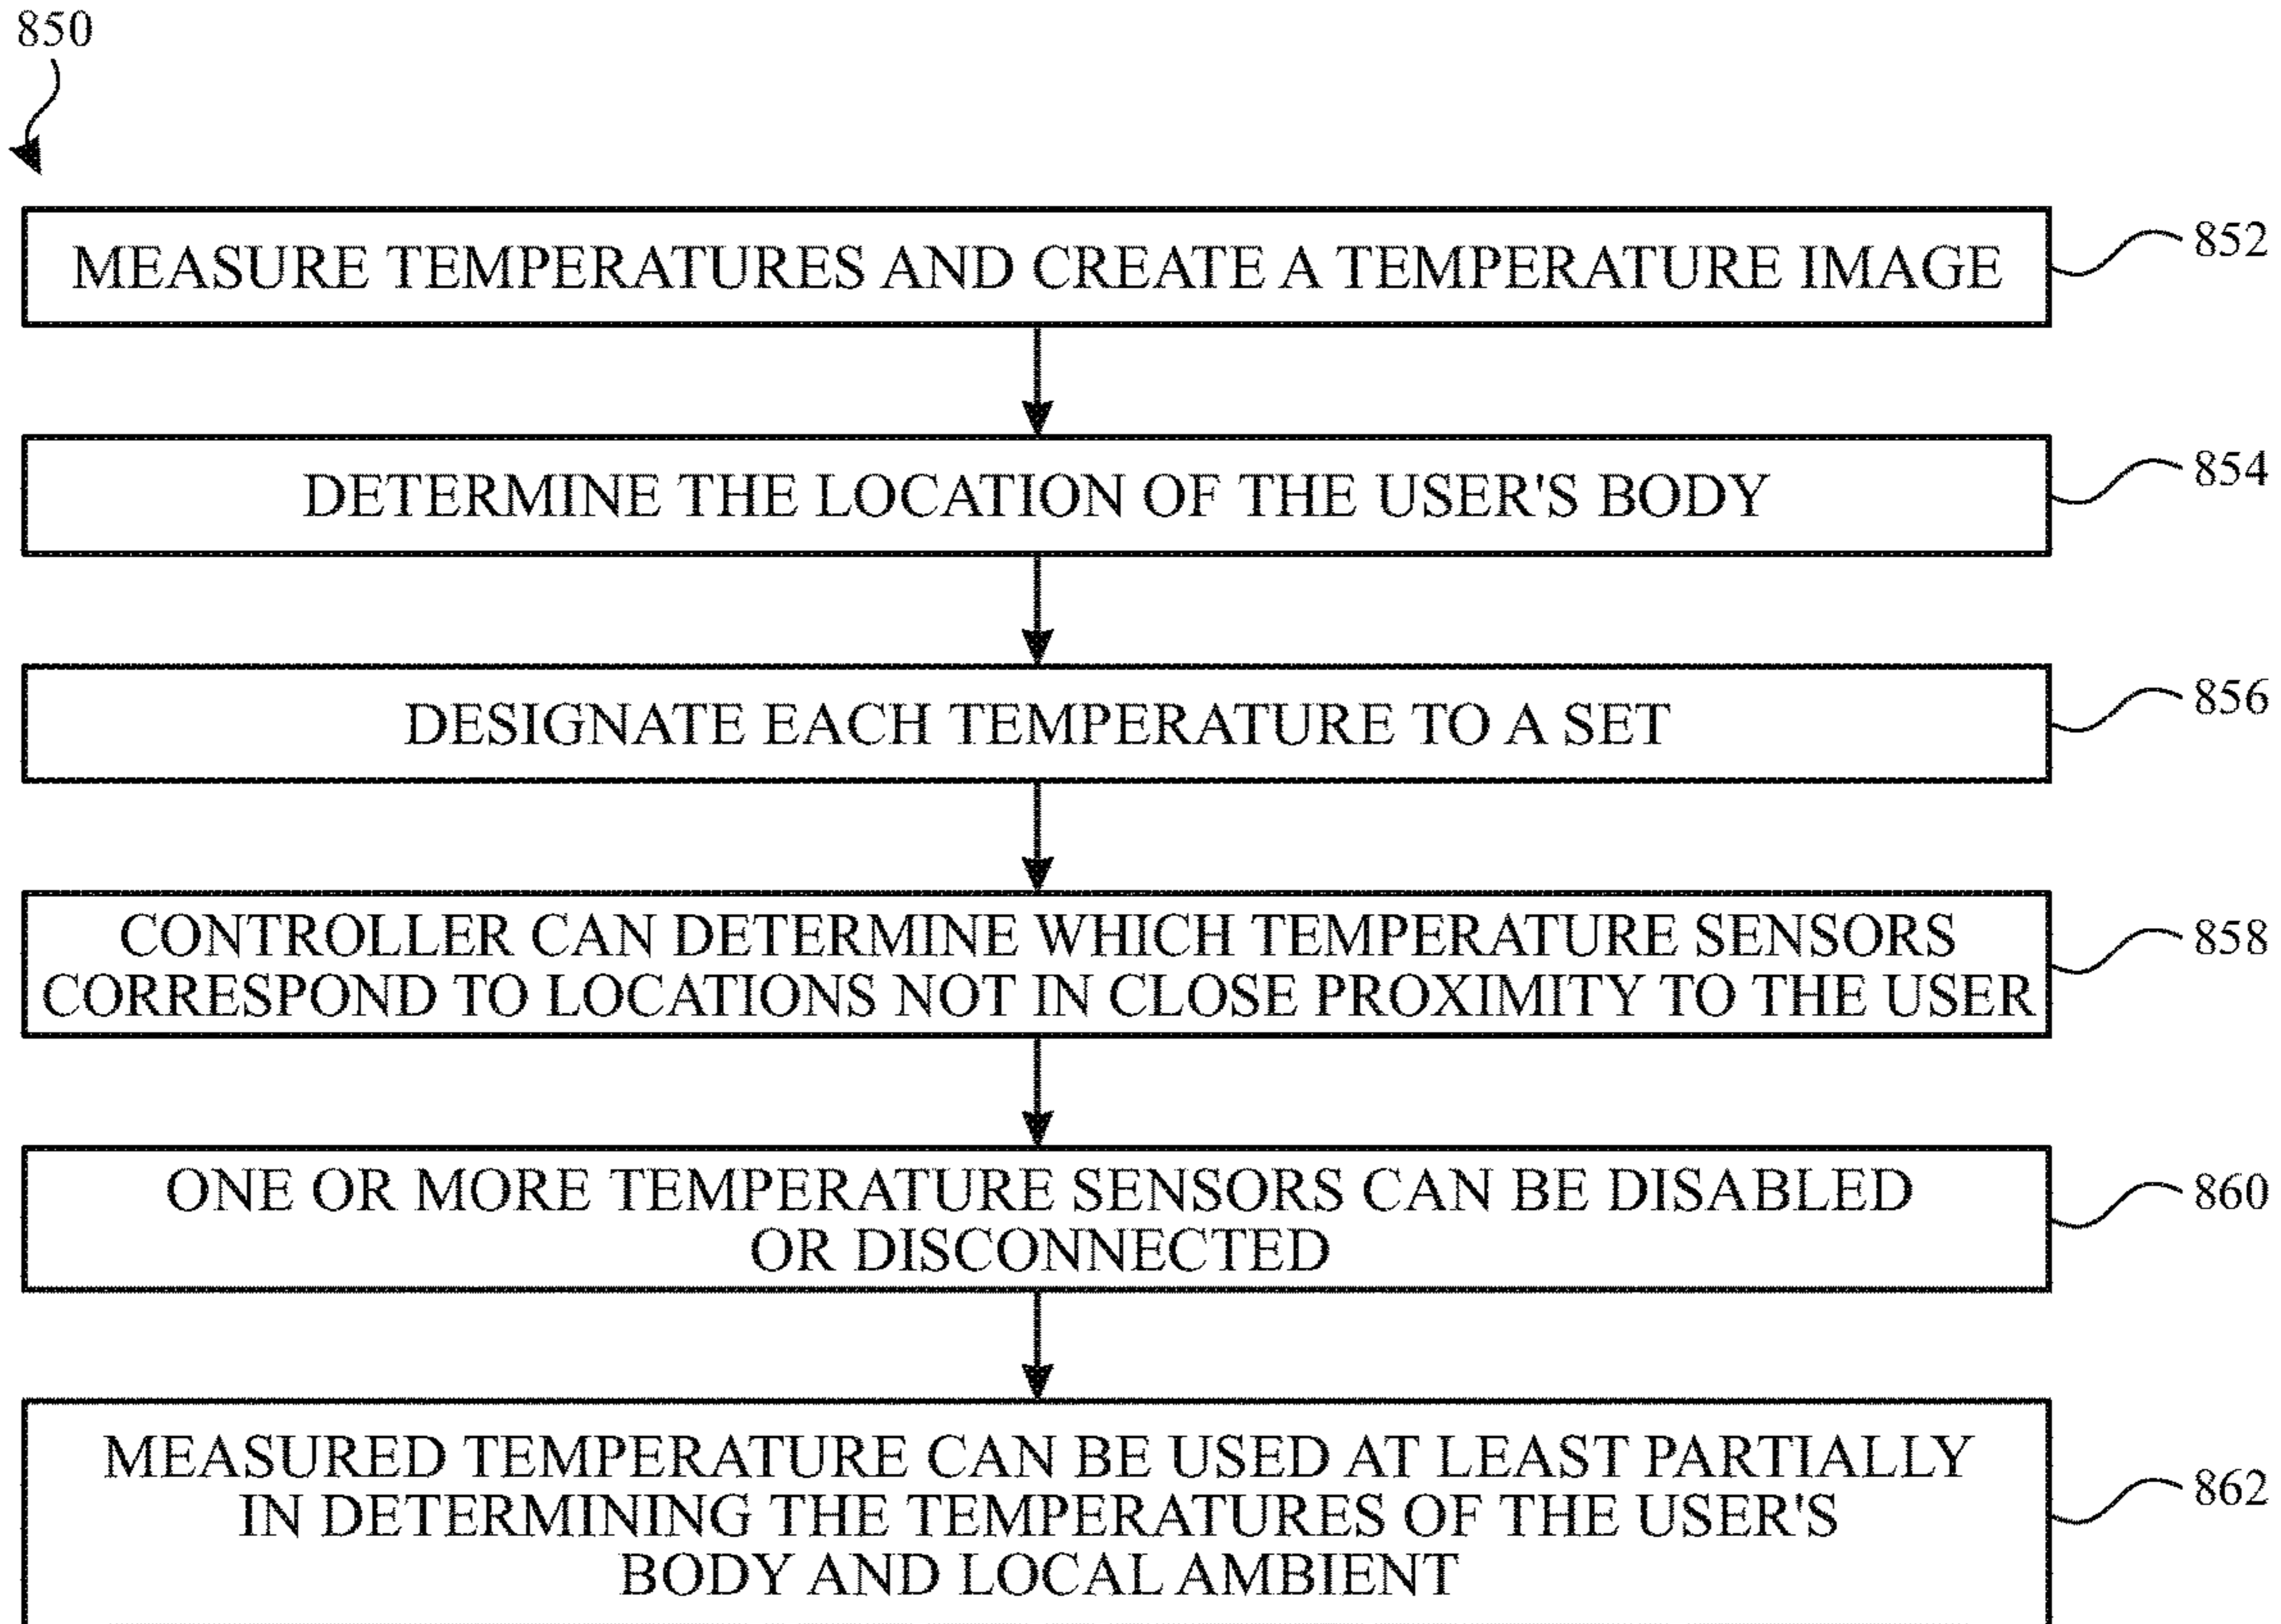 850
MEASURE TEMPERATURES AND CREATE A TEMPERATURE IMAGE
852
DETERMINE THE LOCATION OF THE USER'S BODY
854
DESIGNATE EACH TEMPERATURE TO A SET
856
CONTROLLER CAN DETERMINE WHICH TEMPERATURE SENSORS
CORRESPOND TO LOCATIONS NOT IN CLOSE PROXIMITY TO THE USER
858
ONE OR MORE TEMPERATURE SENSORS CAN BE DISABLED
OR DISCONNECTED
860
MEASURED TEMPERATURE CAN BE USED AT LEAST PARTIALLY
IN DETERMINING THE TEMPERATURES OF THE USER'S
BODY AND LOCAL AMBIENT
862